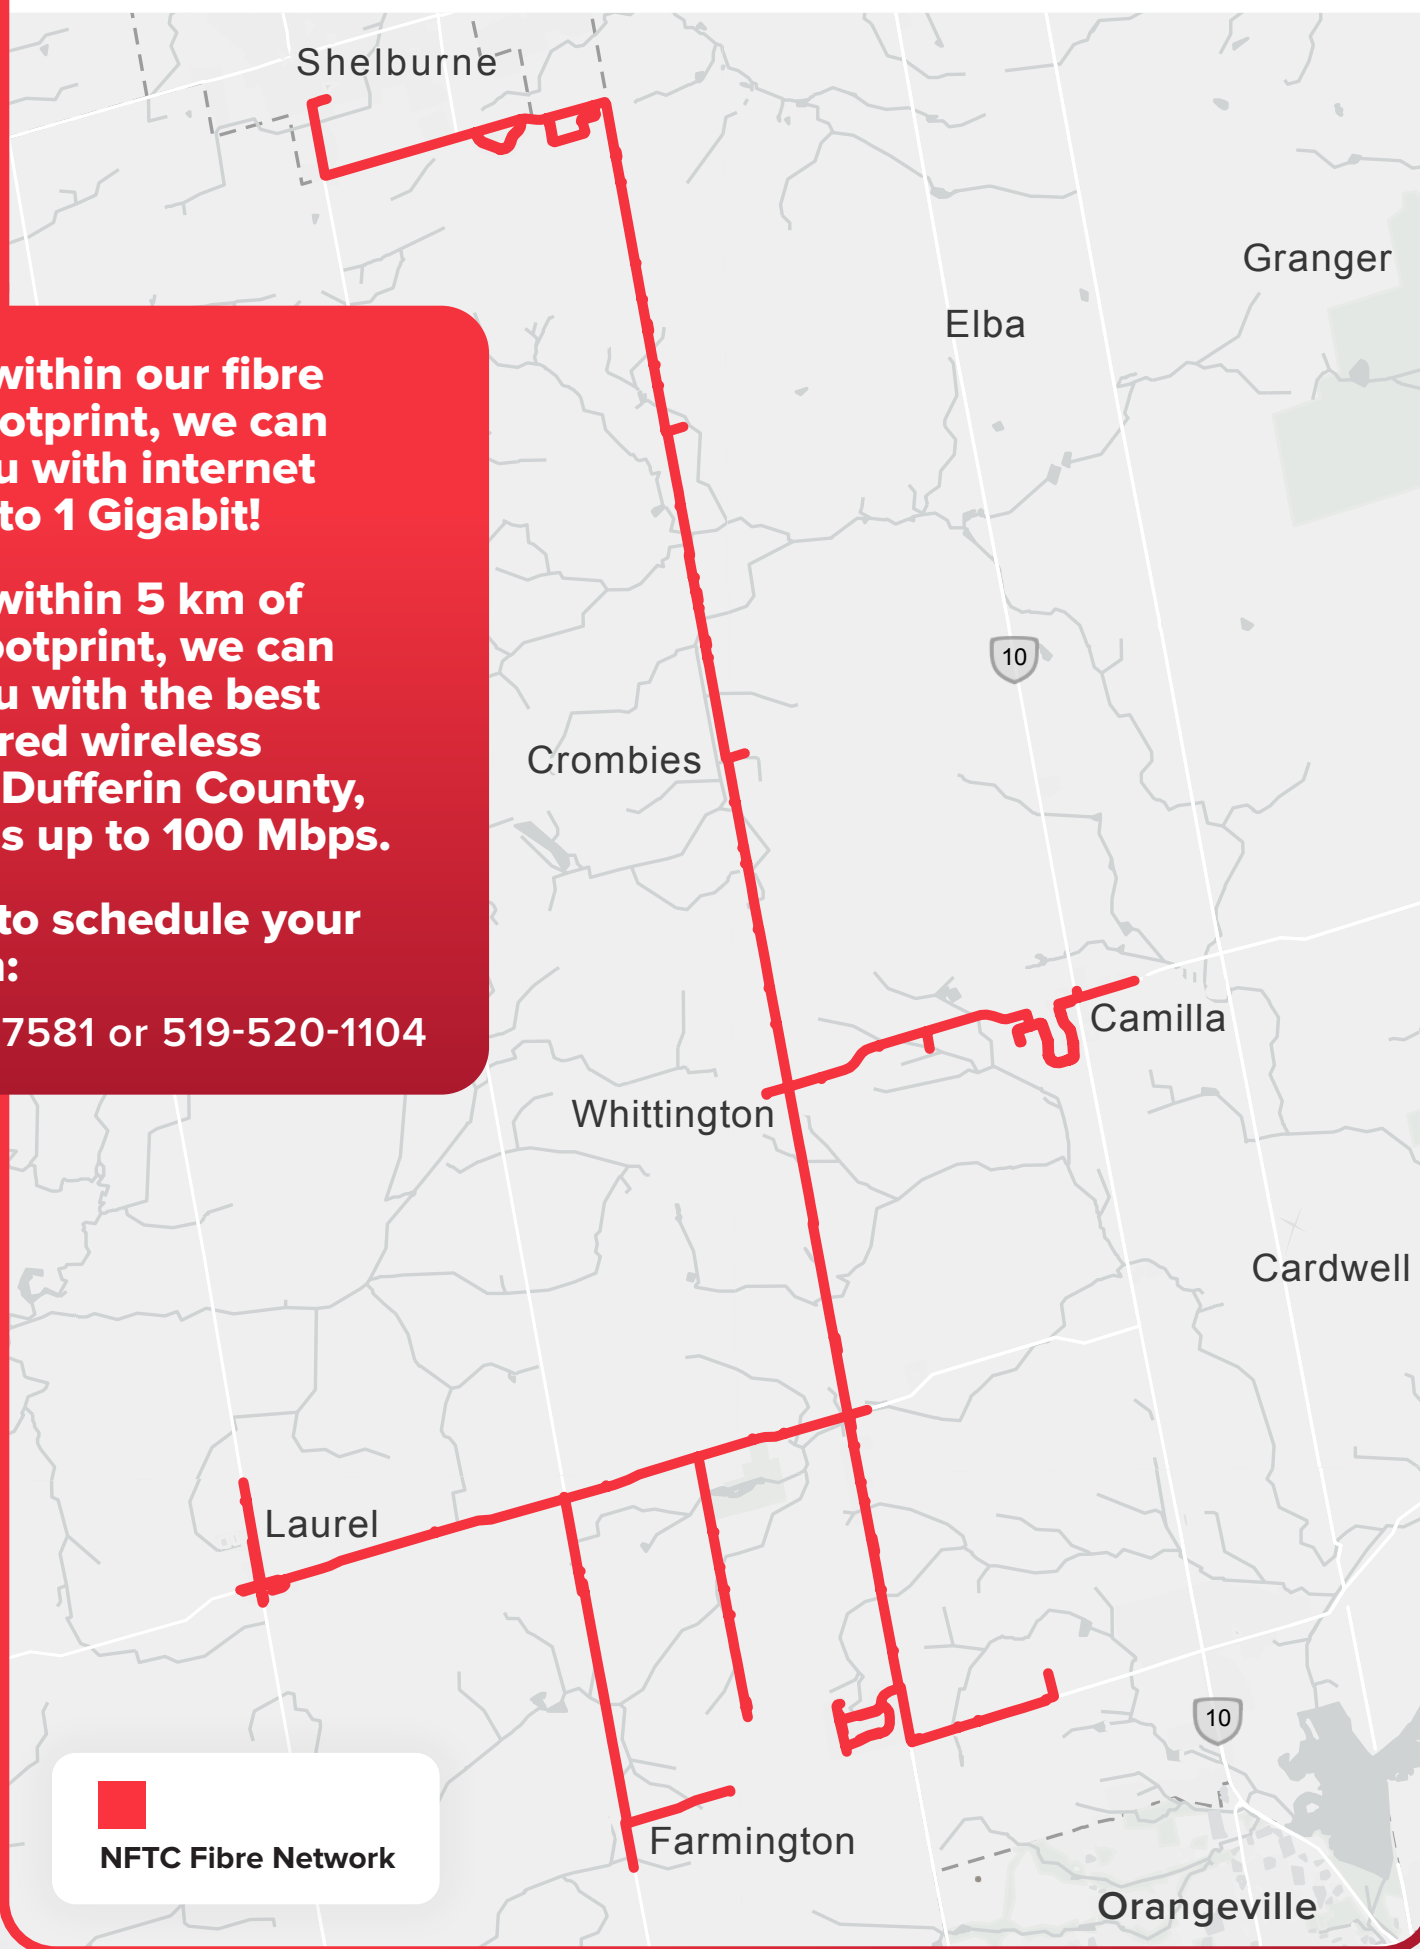 Shelburne
Granger
Elba
within our fibre
otprint, we can
u with internet
to 1 Gigabit!
within 5 km of
ootprint, we can
u with the best
red wireless
Dufferin County,
s up to 100 Mbps.
to schedule your
n:
7581 or 519-520-1104
10
Crombies
Camilla
Whittington
Cardwell
Laurel
10
NFTC Fibre Network
Farmington
Orangeville